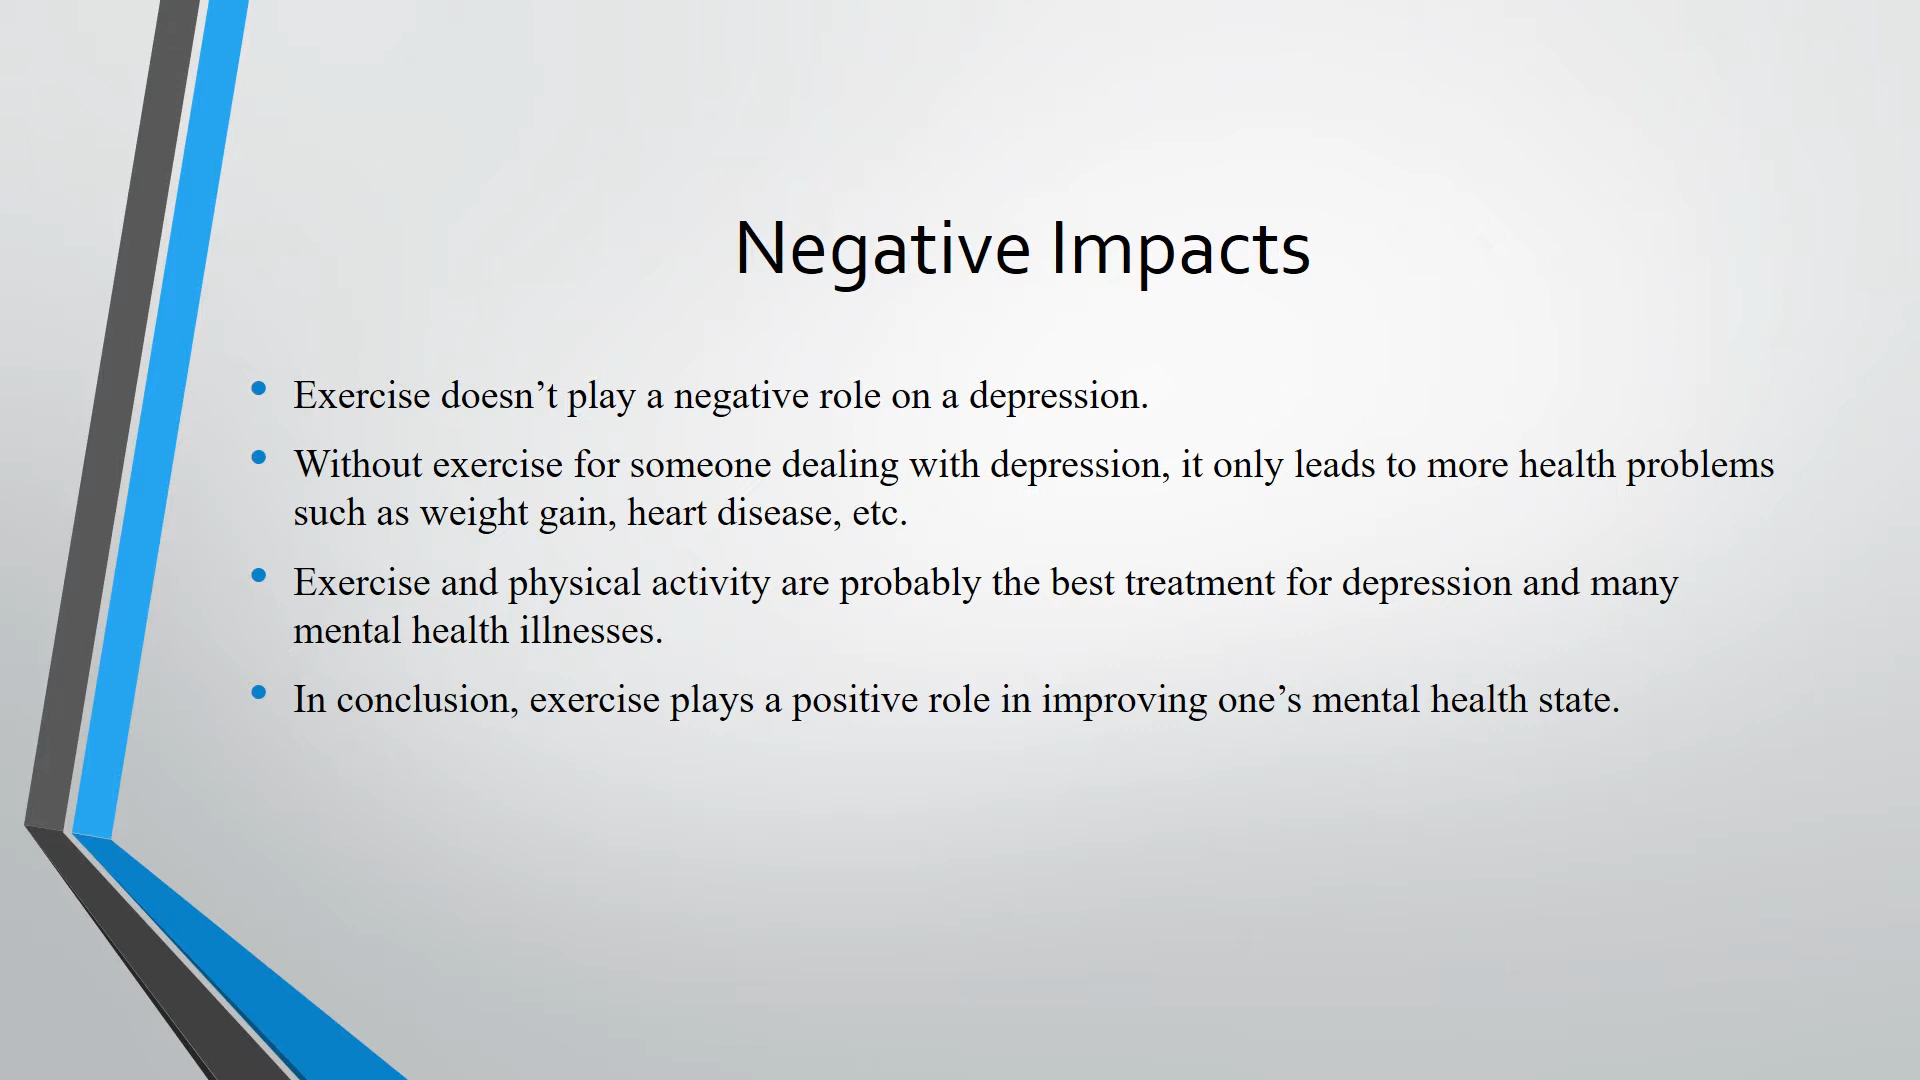 Negative Impacts
• Exercise doesn’t play a negative role on a depression.
• Without exercise for someone dealing with depression, it only leads to more health problems
such as weight gain, heart disease, etc.
• Exercise and physical activity are probably the best treatment for depression and many
mental health illnesses.
• In conclusion, exercise plays a positive role in improving one’s mental health state.